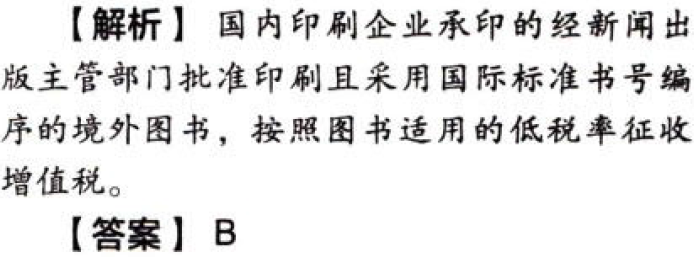 【解析】 国内印刷企业承印的经新闻出
版主管部门批准印刷且采用国际标准书号编
序的境外图书，按照图书适用的低税率征收
增值税。
【答案】 B